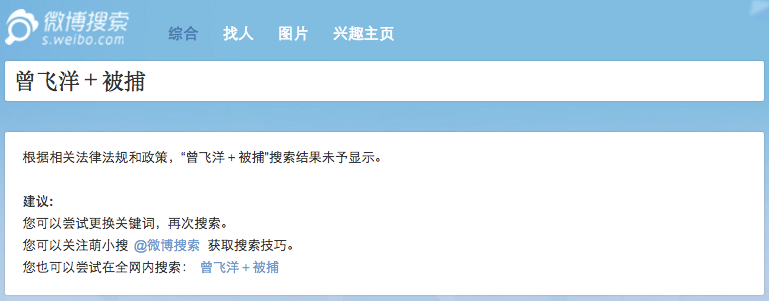 微博搜索
s.weibo.com
综合 找人 图片 兴趣主页
曾飞洋＋被捕
根据相关法律法规和政策，“曾飞洋＋被捕”搜索结果未予显示。
建议：
您可以尝试更换关键词，再次搜索。
您可以关注萌小搜 @微博搜索 获取搜索技巧。
您也可以尝试在全网内搜索： 曾飞洋＋被捕